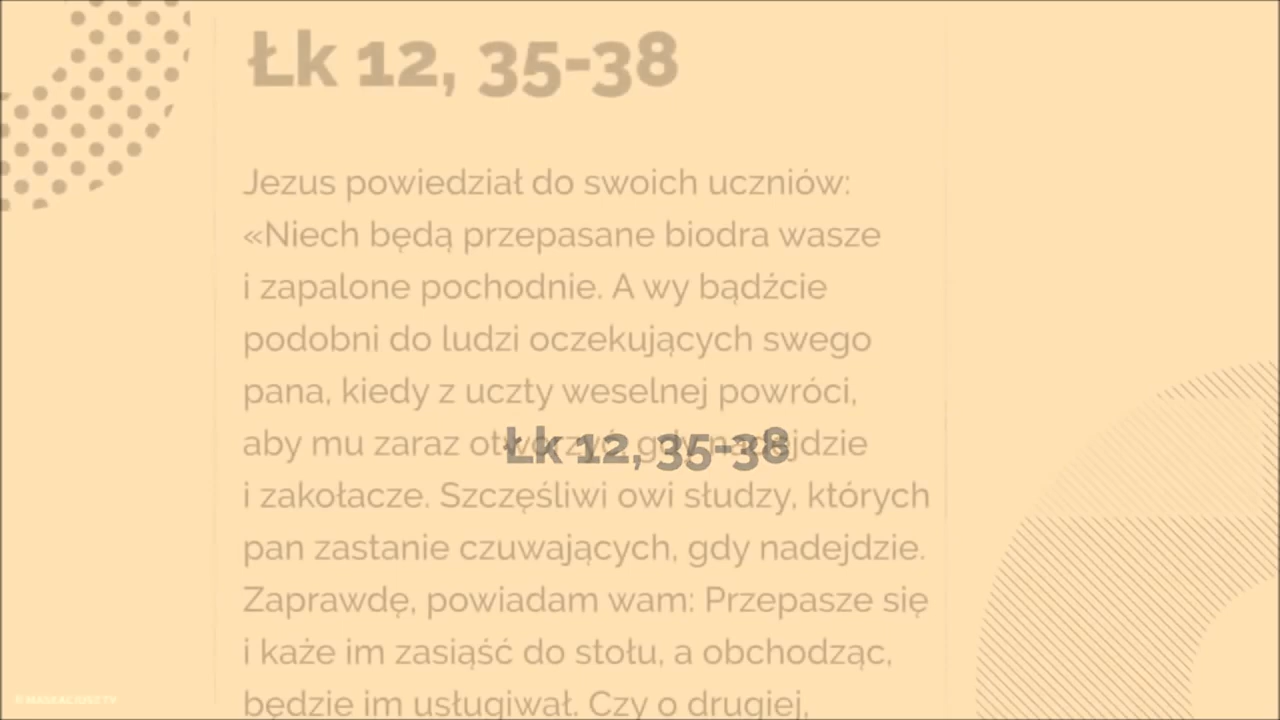 Łk 12, 35-38
Jezus powiedział do swoich uczniów:
«Niech będą przepasane biodra wasze
i zapalone pochodnie. A wy bądźcie
podobni do ludzi oczekujących swego
pana, kiedy z uczty weselnej powróci,
aby mu zaraz otworzyć, gdy nadejdzie
Łk 12, 35-38
i zakołacze. Szczęśliwi owi słudzy, których
pan zastanie czuwających, gdy nadejdzie.
Zaprawdę, powiadam wam: Przepasze się
i każe im zasiąść do stołu, a obchodząc,
będzie im usługiwał. Czy o drugiej,